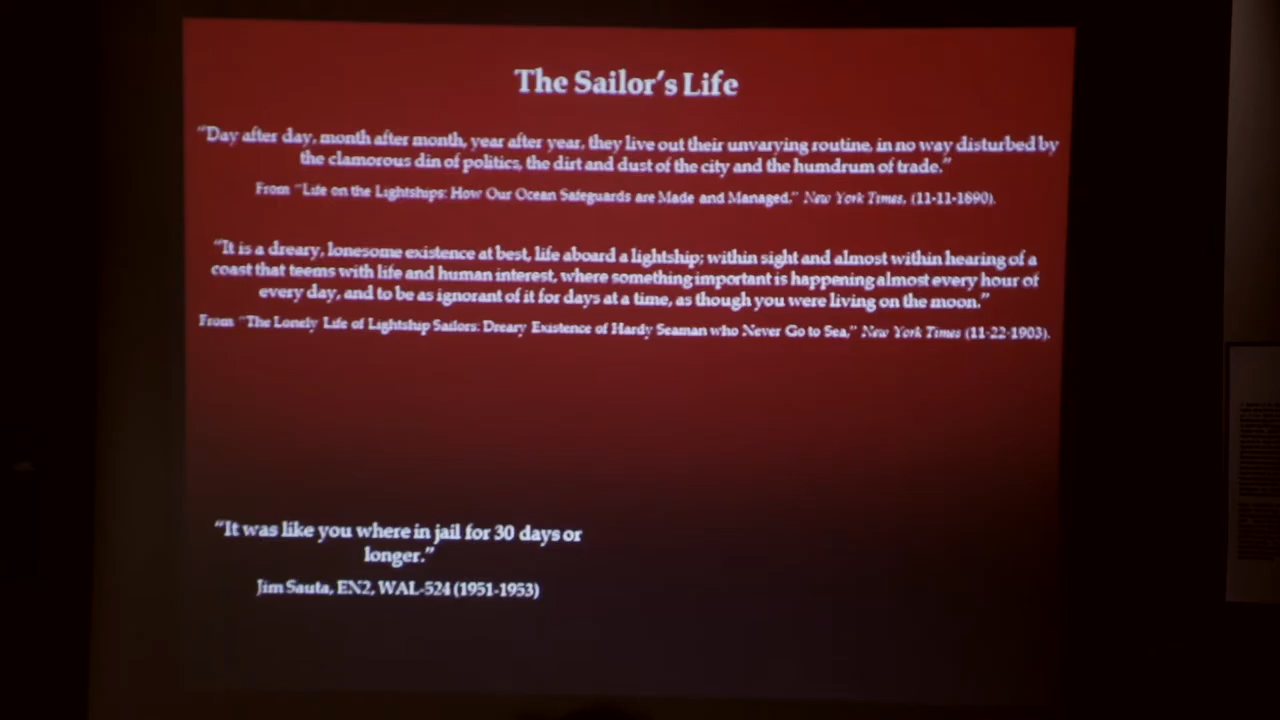 The Sailor's Life
"Day after day, month after month, year after year, they live out their unvarying routine, in no way disturbed by
the clamorous din of politics, the dirt and dust of the city and the humdrum of trade."
From "Life on the Lightships: How Our Ocean Safeguards are Made and Managed." New York Times, (11-11-1890).
"It is a dreary, lonesome existence at best, life aboard a lightship; within sight and almost within hearing of a
coast that teems with life and human interest, where something important is happening almost every hour of
every day, and to be as ignorant of it for days at a time, as though you were living on the moon."
From "The Lonely Life of Lightship Sailors: Dreary Existence of Hardy Seaman who Never Go to Sea," New York Times (11-22-1903).
"It was like you where in jail for 30 days or
longer."
Jim Sauta, EN2, WAL-524 (1951-1953)